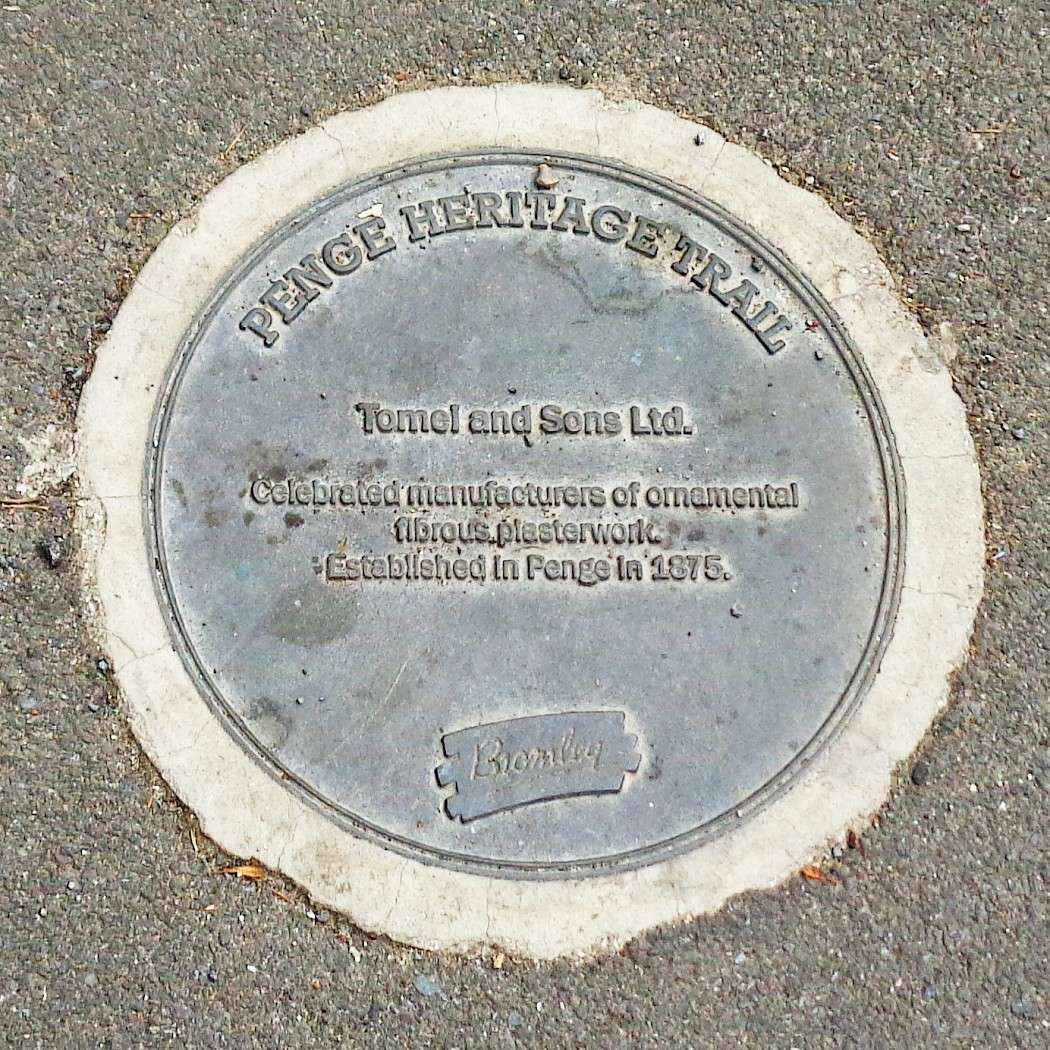 PENGE HERITAGE TRAIL
Tomei and Sons Ltd.
Celebrated manufacturers of ornamental
fibrous plasterwork.
Established in Penge in 1875.
Bromley